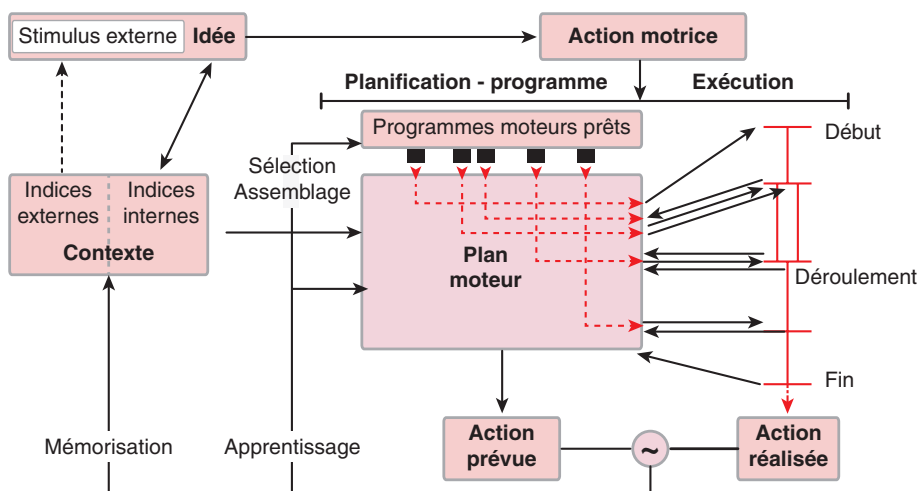 Stimulus externe Idée
Action motrice
Planification - programme
Exécution
Programmes moteurs prêts
Début
Sélection
Assemblage
Indices
externes
Indices
internes
Contexte
Plan
moteur
Déroulement
Fin
Mémorisation
Apprentissage
Action
prévue
~
Action
réalisée